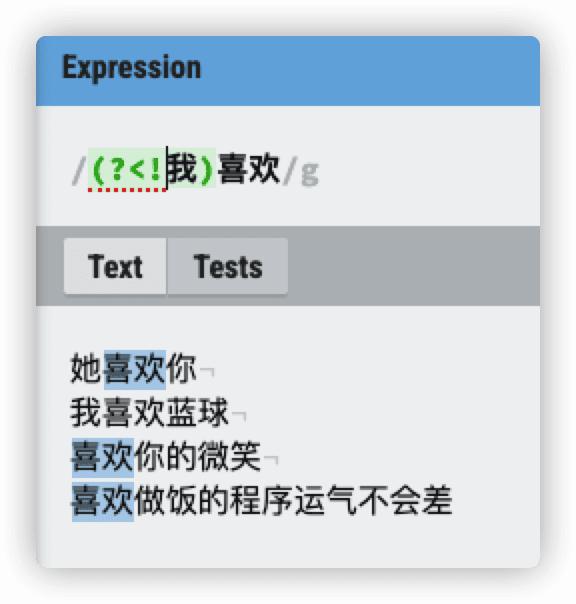 Expression
/(?<!我)喜欢/g
Text Tests
她喜欢你¬
我喜欢蓝球¬
喜欢你的微笑¬
喜欢做饭的程序运气不会差